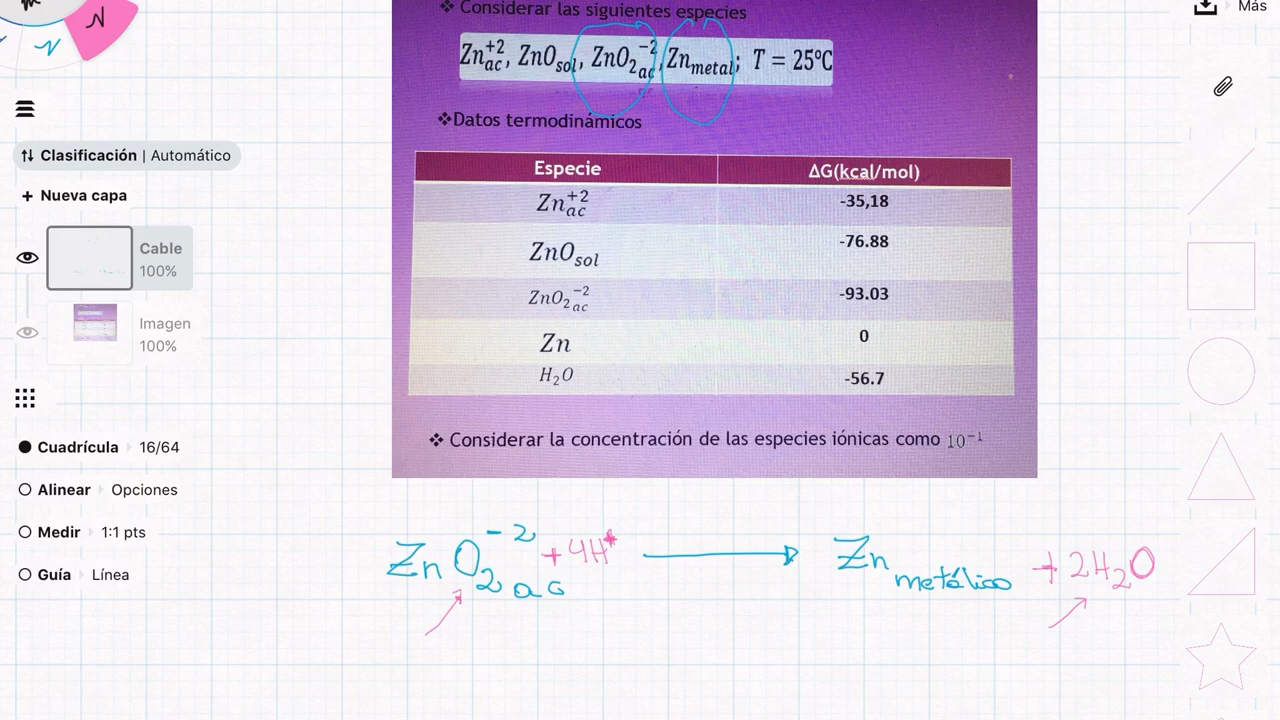 Más
❖ Considerar las siguientes especies
Zn⁺²ac, ZnOsol, ZnO₂⁻²ac, Znmetal; T = 25°C
❖Datos termodinámicos
Especie ΔG(kcal/mol)
Zn⁺²ac -35,18
ZnOsol -76.88
ZnO₂⁻²ac -93.03
Zn 0
H₂O -56.7
❖ Considerar la concentración de las especies iónicas como 10⁻¹
Clasificación | Automático
+ Nueva capa
Cable
100%
Imagen
100%
Cuadrícula 16/64
Alinear Opciones
Medir 1:1 pts
Guía Línea
ZnO₂⁻²ac + 4H⁺ → Zn metálico + 2H₂O